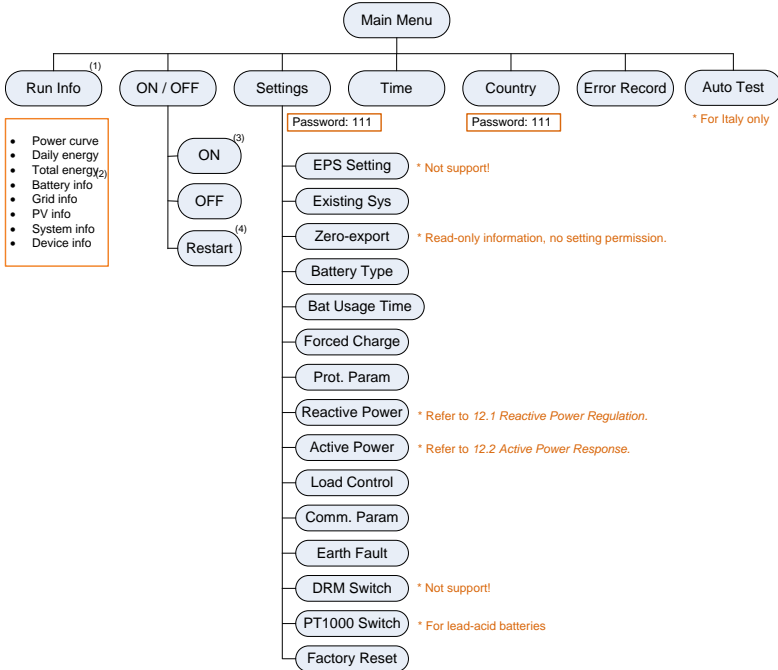 Main Menu
Run Info (1)
ON / OFF
Settings
Time
Country
Error Record
Auto Test
Password: 111
Password: 111
* For Italy only
• Power curve
• Daily energy
• Total energy (2)
• Battery info
• Grid info
• PV info
• System info
• Device info
ON (3)
OFF
Restart (4)
EPS Setting * Not support!
Existing Sys
Zero-export * Read-only information, no setting permission.
Battery Type
Bat Usage Time
Forced Charge
Prot. Param
Reactive Power * Refer to 12.1 Reactive Power Regulation.
Active Power * Refer to 12.2 Active Power Response.
Load Control
Comm. Param
Earth Fault
DRM Switch * Not support!
PT1000 Switch * For lead-acid batteries
Factory Reset